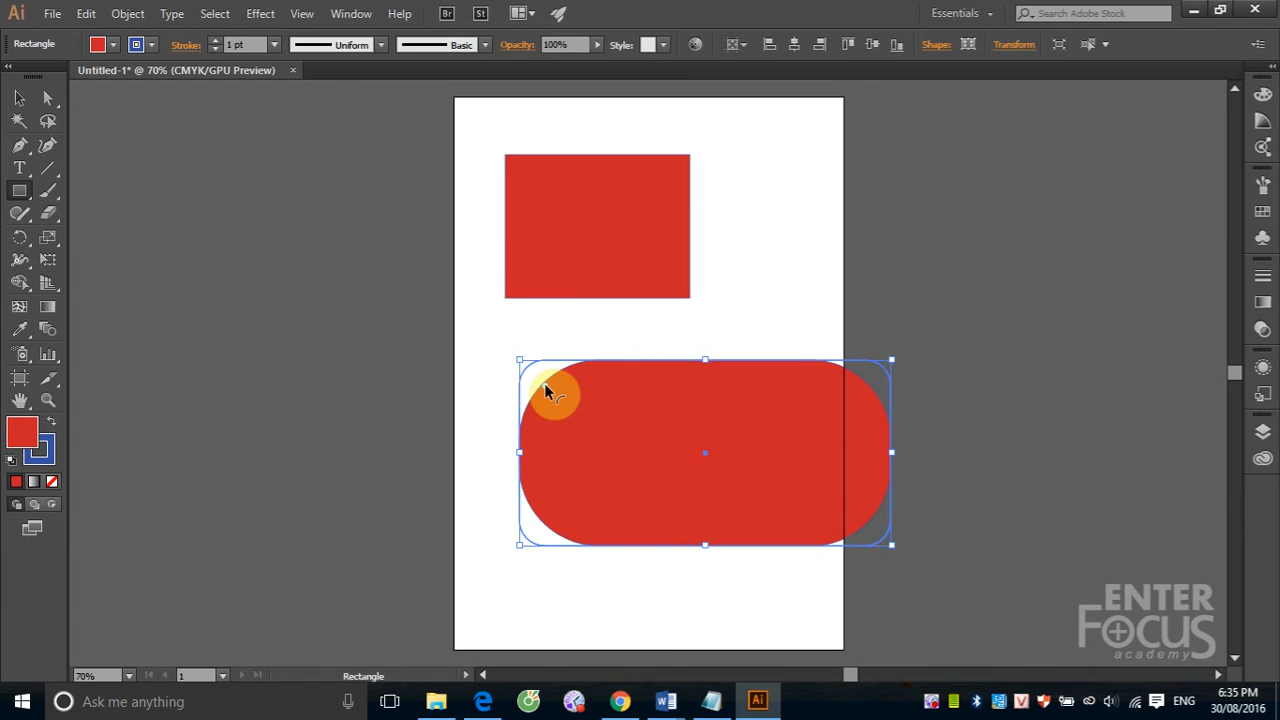 Ai File Edit Object Type Select Effect View Window Help Br St Essentials Search Adobe Stock
Rectangle Stroke: 1 pt Uniform Basic Opacity: 100% Style: Shape: Transform
Untitled-1* @ 70% (CMYK/GPU Preview) ×
ENTER
FOCUS
academy
70% 1 Rectangle
Ask me anything Ai ENG 6:35 PM
30/08/2016